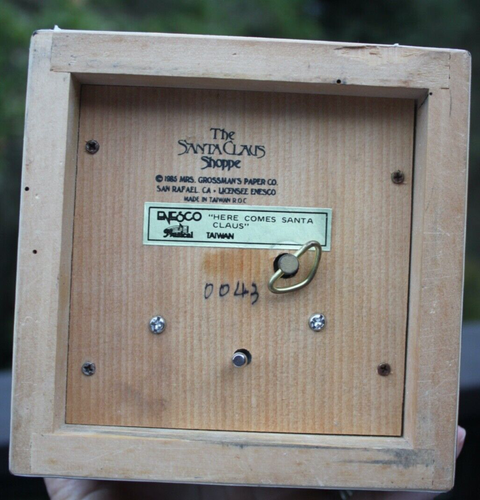 The
SANTA CLAUS
Shoppe
© 1985 MRS. GROSSMAN'S PAPER CO.
SAN RAFAEL, CA • LICENSEE ENESCO
MADE IN TAIWAN R.O.C
ENESCO "HERE COMES SANTA
CLAUS"
Musical TAIWAN
0043